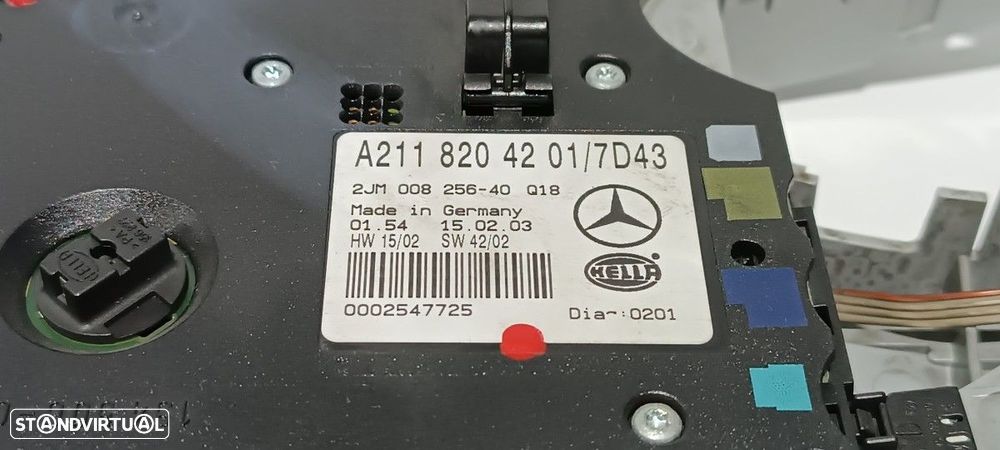 A211 820 42 01/7D43
2JM 008 256-40 Q18
Made in Germany
01.54 15.02.03
HW 15/02 SW 42/02
HELLA
0002547725
Dia~:0201
HELLA
STANDVIRTUAL